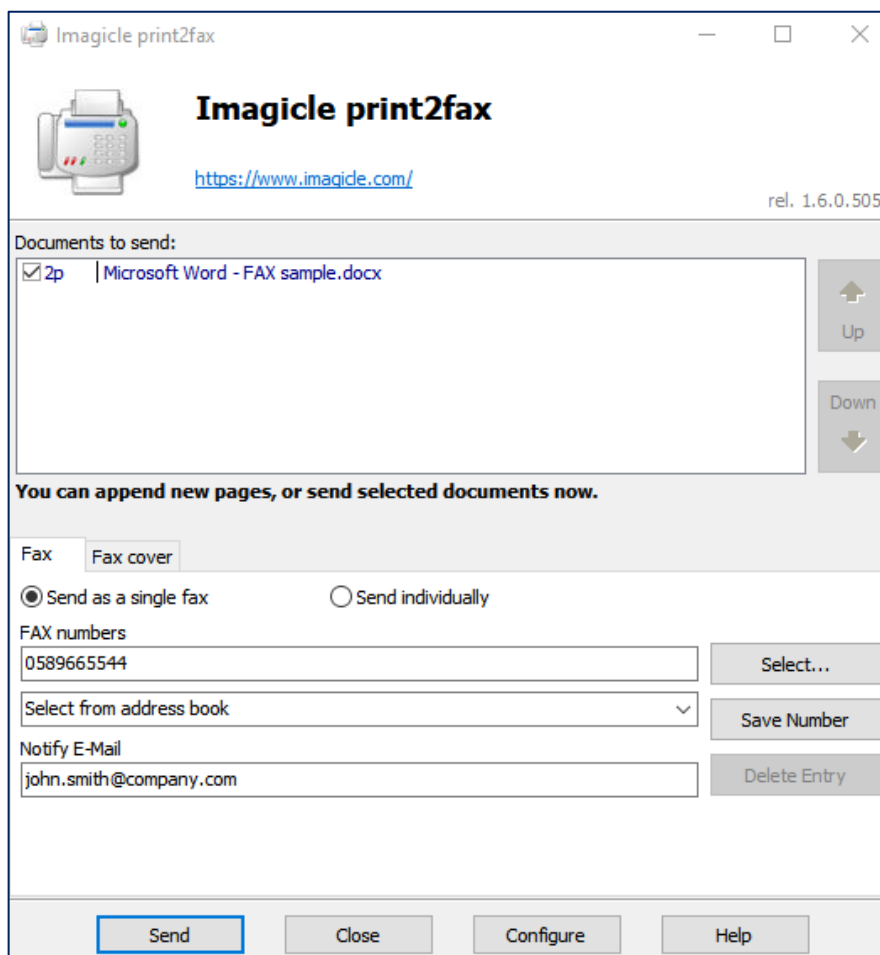 Imagicle print2fax
Imagicle print2fax
https://www.imagicle.com/
rel. 1.6.0.505
Documents to send:
2p Microsoft Word - FAX sample.docx
Up
Down
You can append new pages, or send selected documents now.
Fax Fax cover
Send as a single fax Send individually
FAX numbers
0589665544 Select...
Select from address book Save Number
Notify E-Mail
john.smith@company.com Delete Entry
Send Close Configure Help